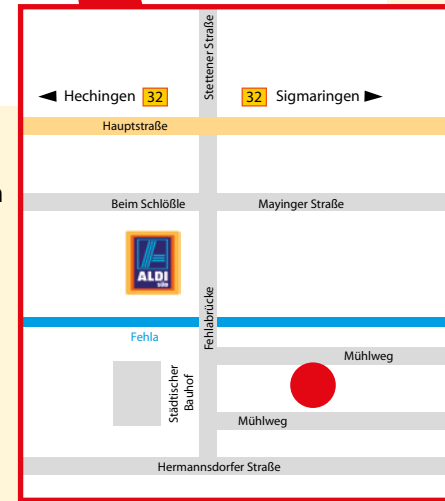 Stettener Straße
Hechingen 32
32 Sigmaringen
Hauptstraße
Beim Schlößle
Mayinger Straße
ALDI
SÜD
Fehlabrücke
Fehla
Mühlweg
Städtischer
Bauhof
Mühlweg
Hermannsdorfer Straße